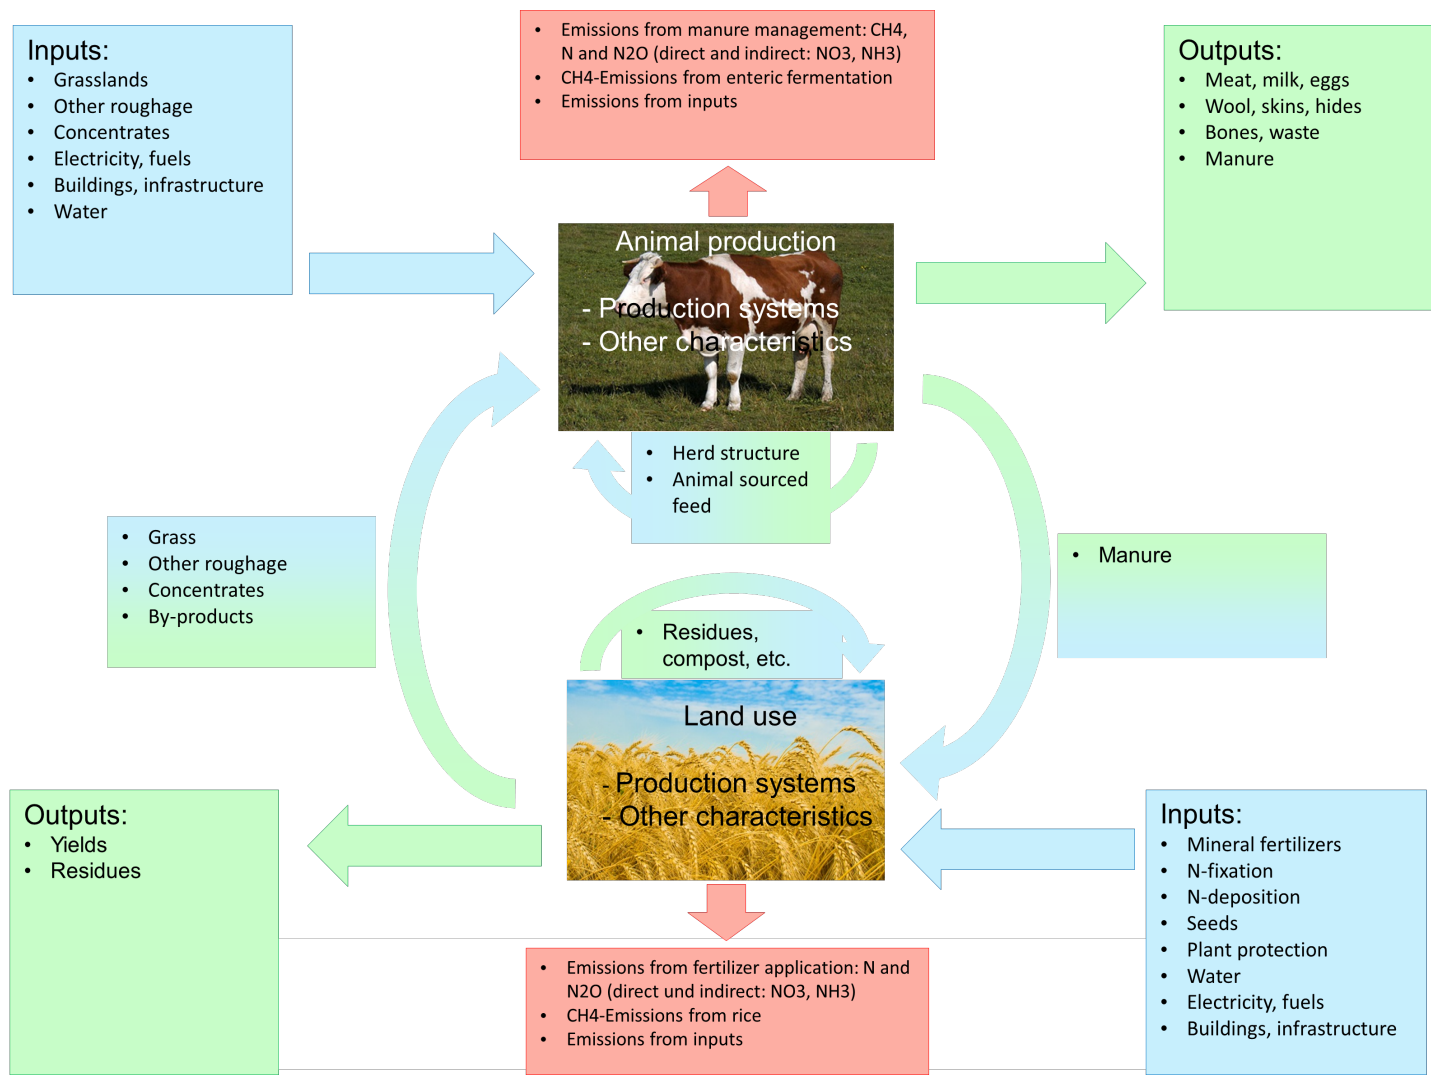 Inputs:
• Grasslands
• Other roughage
• Concentrates
• Electricity, fuels
• Buildings, infrastructure
• Water
• Emissions from manure management: CH4,
N and N2O (direct and indirect: NO3, NH3)
• CH4-Emissions from enteric fermentation
• Emissions from inputs
Outputs:
• Meat, milk, eggs
• Wool, skins, hides
• Bones, waste
• Manure
Animal production
- Production systems
- Other characteristics
• Herd structure
• Animal sourced
feed
• Grass
• Other roughage
• Concentrates
• By-products
• Manure
• Residues,
compost, etc.
Land use
- Production systems
- Other characteristics
Outputs:
• Yields
• Residues
• Emissions from fertilizer application: N and
N2O (direct und indirect: NO3, NH3)
• CH4-Emissions from rice
• Emissions from inputs
Inputs:
• Mineral fertilizers
• N-fixation
• N-deposition
• Seeds
• Plant protection
• Water
• Electricity, fuels
• Buildings, infrastructure